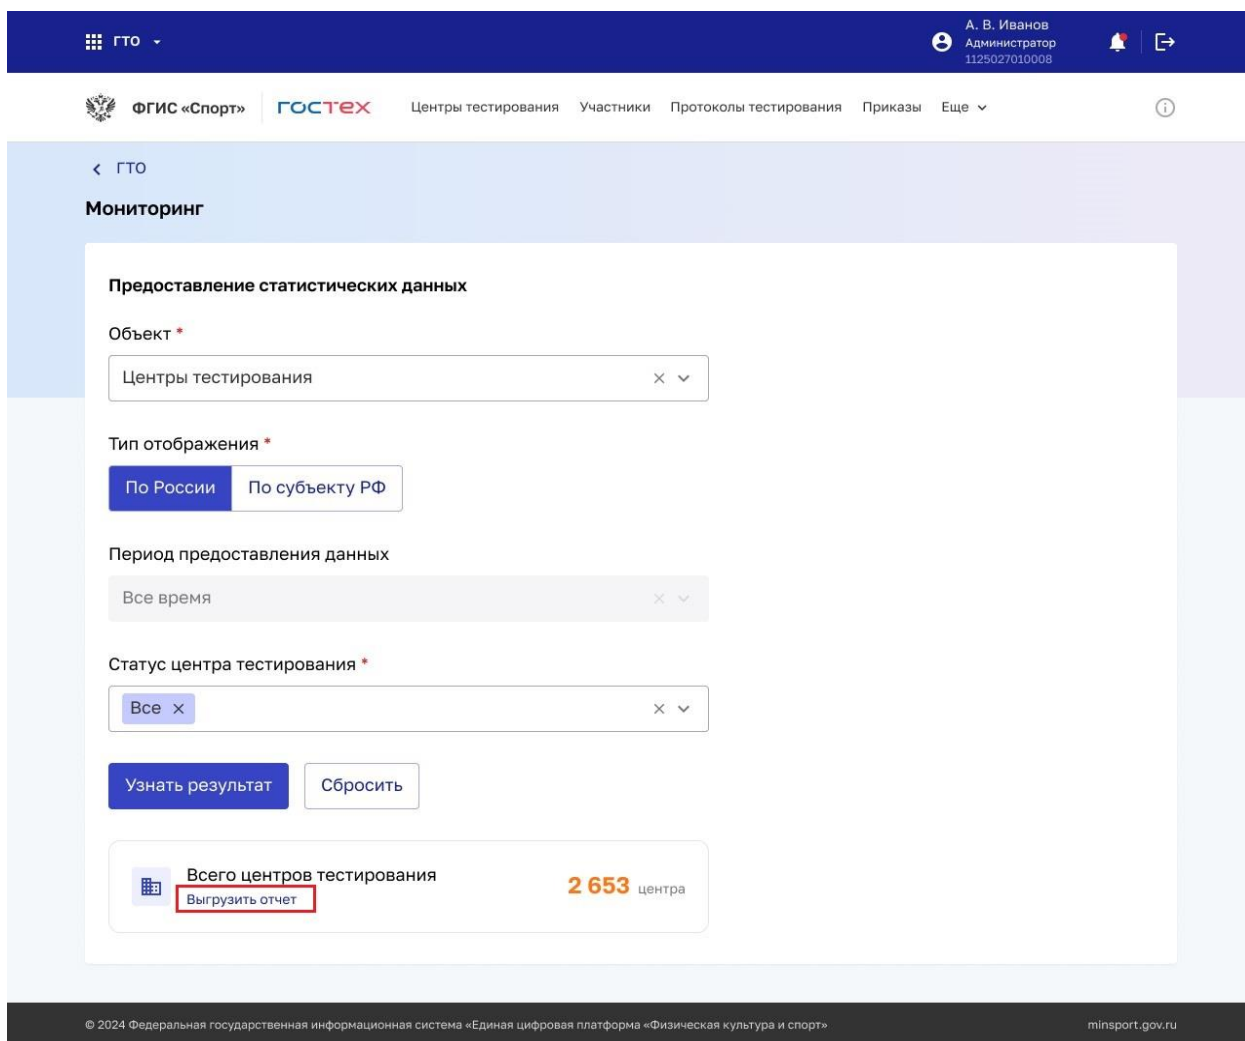 ГТО
А. В. Иванов
Администратор
1125027010008
ФГИС «Спорт»
ГОСТЕХ
Центры тестирования Участники Протоколы тестирования Приказы Еще
ГТО
Мониторинг
Предоставление статистических данных
Объект *
Центры тестирования
Тип отображения *
По России По субъекту РФ
Период предоставления данных
Все время
Статус центра тестирования *
Все
Узнать результат Сбросить
Всего центров тестирования
Выгрузить отчет
2 653 центра
© 2024 Федеральная государственная информационная система «Единая цифровая платформа «Физическая культура и спорт» minsport.gov.ru